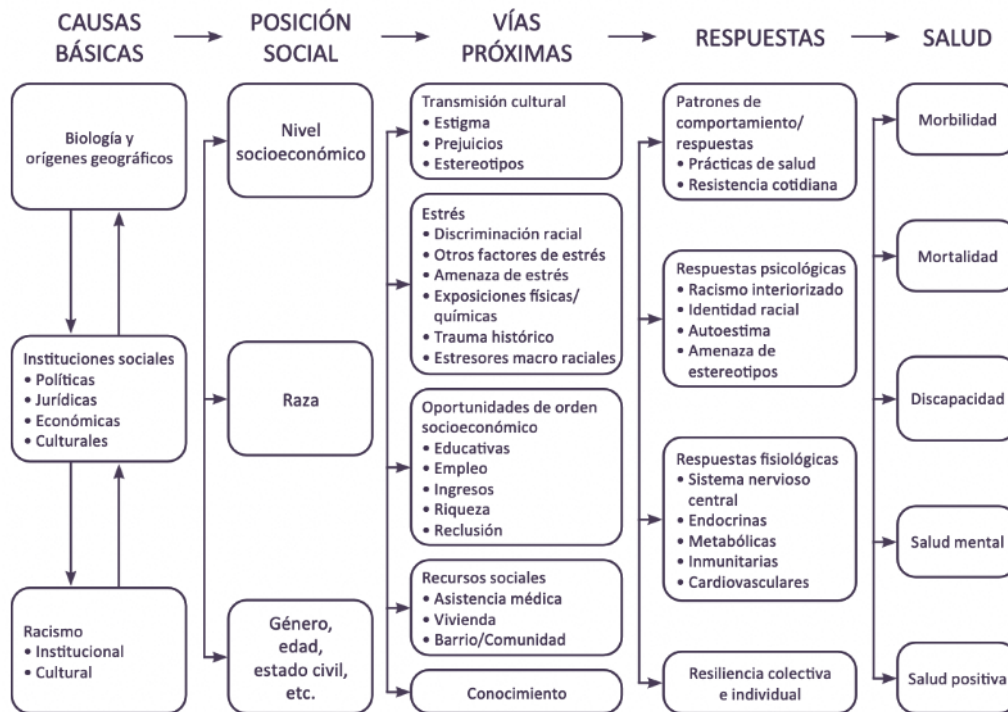 CAUSAS
BÁSICAS
POSICIÓN
SOCIAL
VÍAS
PRÓXIMAS
RESPUESTAS
SALUD
Biología y
orígenes geográficos
Instituciones sociales
• Políticas
• Jurídicas
• Económicas
• Culturales
Racismo
• Institucional
• Cultural
Nivel
socioeconómico
Raza
Género,
edad,
estado civil,
etc.
Transmisión cultural
• Estigma
• Prejuicios
• Estereotipos
Estrés
• Discriminación racial
• Otros factores de estrés
• Amenaza de estrés
• Exposiciones físicas/
químicas
• Trauma histórico
• Estresores macro raciales
Oportunidades de orden
socioeconómico
• Educativas
• Empleo
• Ingresos
• Riqueza
• Reclusión
Recursos sociales
• Asistencia médica
• Vivienda
• Barrio/Comunidad
Conocimiento
Patrones de
comportamiento/
respuestas
• Prácticas de salud
• Resistencia cotidiana
Respuestas psicológicas
• Racismo interiorizado
• Identidad racial
• Autoestima
• Amenaza de
estereotipos
Respuestas fisiológicas
• Sistema nervioso
central
• Endocrinas
• Metabólicas
• Inmunitarias
• Cardiovasculares
Resiliencia colectiva
e individual
Morbilidad
Mortalidad
Discapacidad
Salud mental
Salud positiva